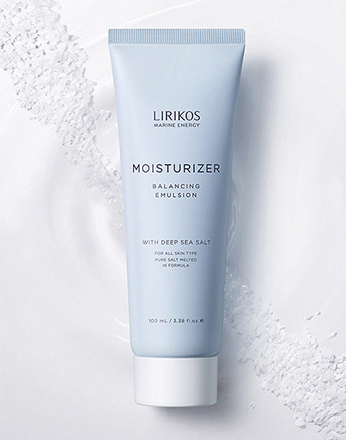 LIRIKOS
MARINE ENERGY
MOISTURIZER
BALANCING
EMULSION
WITH DEEP SEA SALT
FOR ALL SKIN TYPE
PURE SALT MELTED
IN FORMULA
100 mL / 3.38 fl.oz.℮